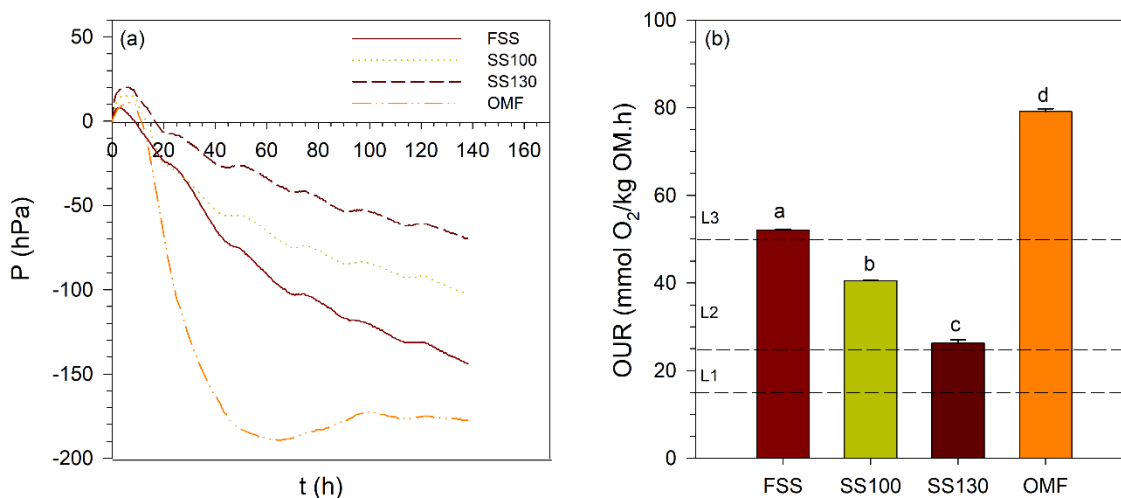 (a)
FSS
SS100
SS130
OMF
50
0
-50
-100
-150
-200
0 20 40 60 80 100 120 140 160
P (hPa)
t (h)
(b)
100
80
60
40
20
0
OUR (mmol O2/kg OM.h)
L3
L2
L1
a
b
c
d
FSS SS100 SS130 OMF